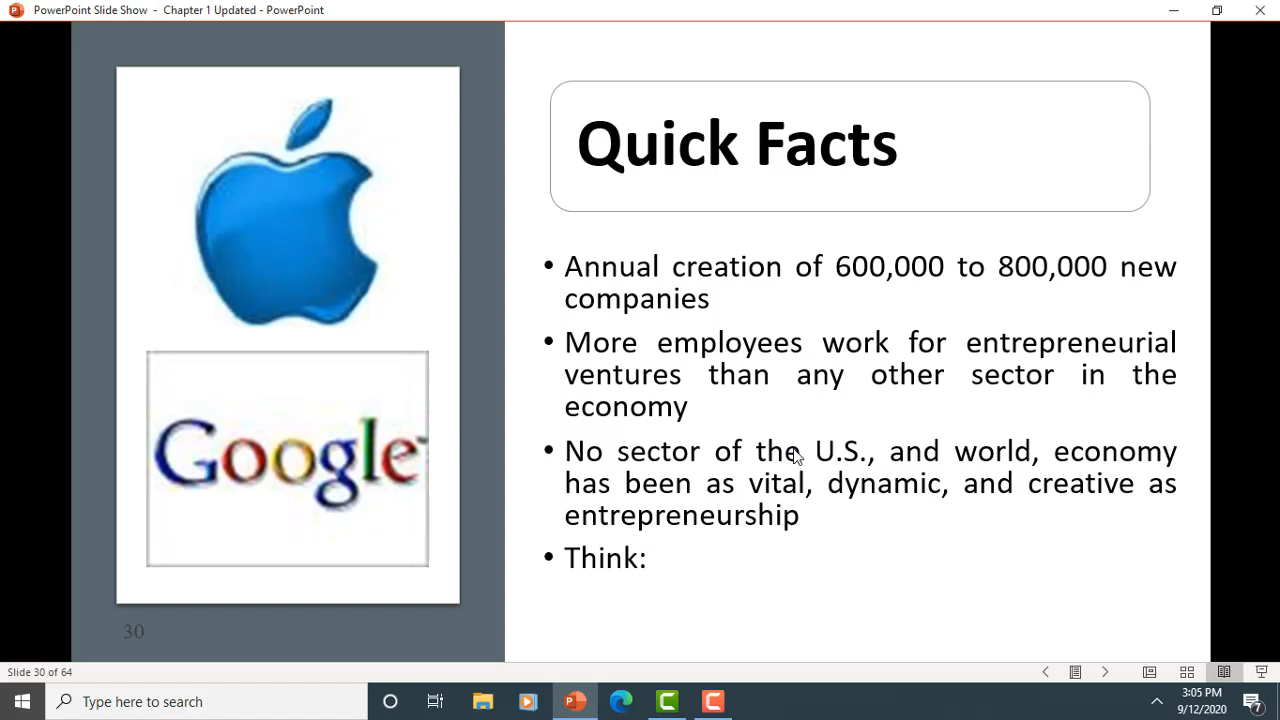 PowerPoint Slide Show - Chapter 1 Updated - PowerPoint
Google
30
Quick Facts
• Annual creation of 600,000 to 800,000 new
companies
• More employees work for entrepreneurial
ventures than any other sector in the
economy
• No sector of the U.S., and world, economy
has been as vital, dynamic, and creative as
entrepreneurship
• Think:
Slide 30 of 64
Type here to search
3:05 PM
9/12/2020
7